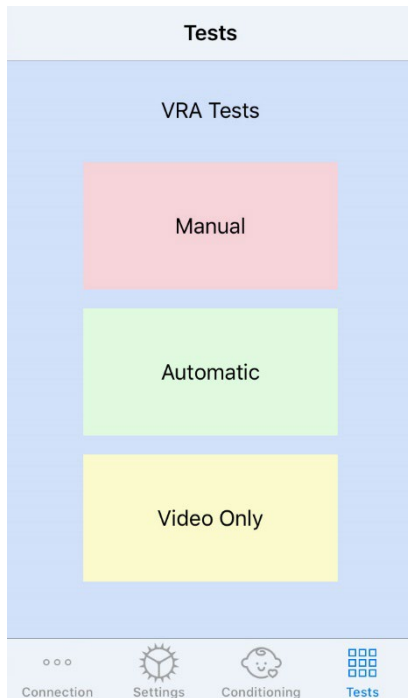 Tests
VRA Tests
Manual
Automatic
Video Only
Connection
Settings
Conditioning
Tests